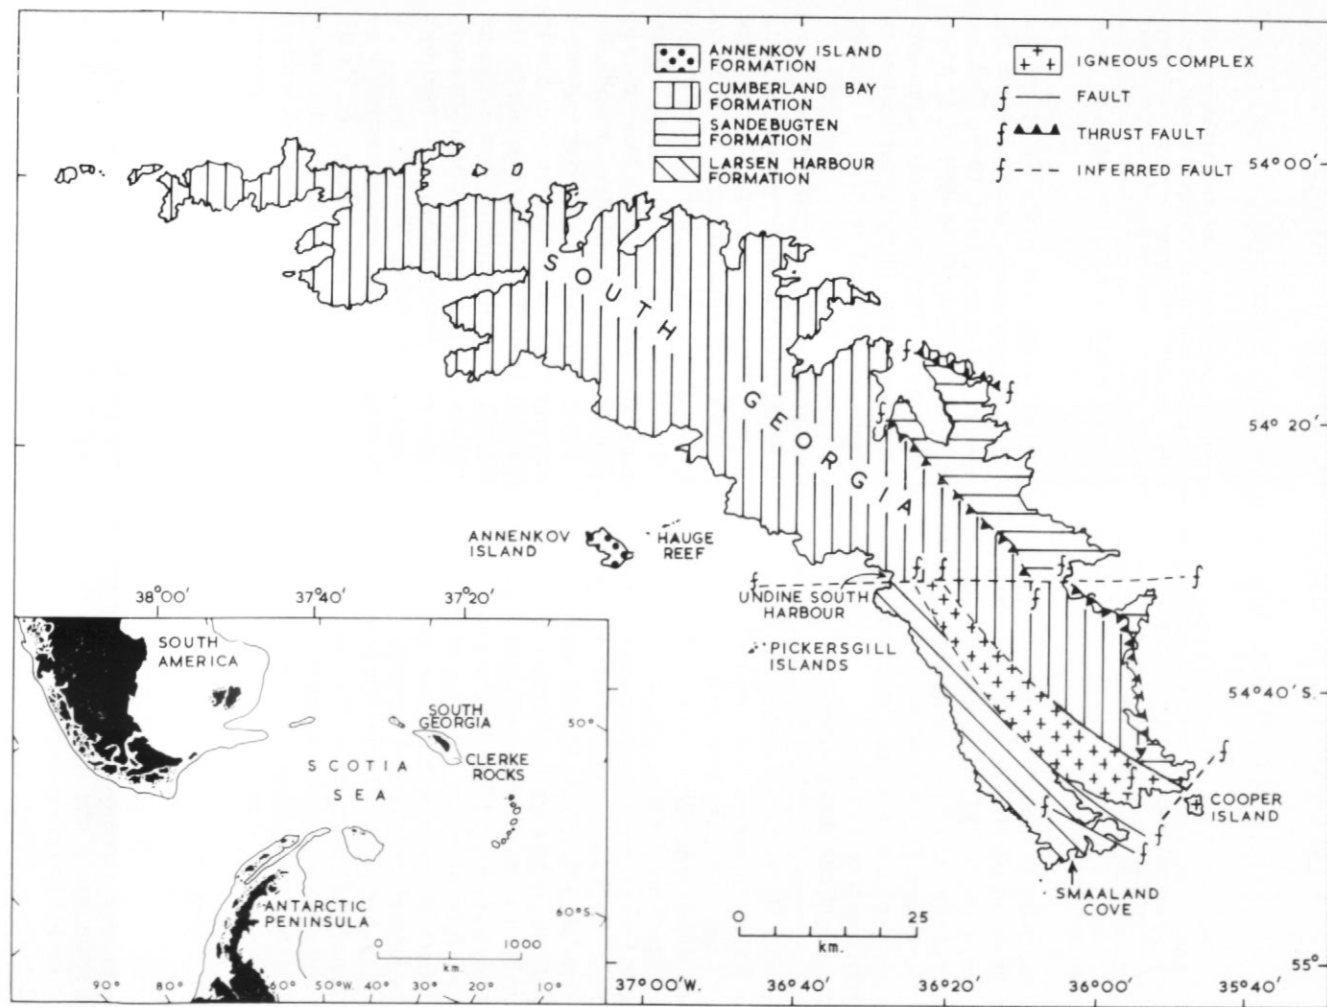 ANNENKOV ISLAND
FORMATION
CUMBERLAND BAY
FORMATION
SANDEBUGTEN
FORMATION
LARSEN HARBOUR
FORMATION
IGNEOUS COMPLEX
f FAULT
f THRUST FAULT
f INFERRED FAULT
54°00′
SOUTH
GEORGIA
f
f
f
54° 20′
ANNENKOV
ISLAND
HAUGE
REEF
f
f
f
f
f
f
f
UNDINE SOUTH
HARBOUR
PICKERSGILL
ISLANDS
54°40′S.
f
f
f
f
f
COOPER
ISLAND
SMAALAND
COVE
0 25
km.
55°
38°00′ 37°40′ 37°20′
SOUTH
AMERICA
SOUTH
GEORGIA
50°
CLERKE
ROCKS
SCOTIA
SEA
ANTARCTIC
PENINSULA
60°S.
0 1000
km.
90° 80° 70° 60° 50°W. 40° 30° 20° 10°
37°00′W. 36°40′ 36°20′ 36°00′ 35°40′